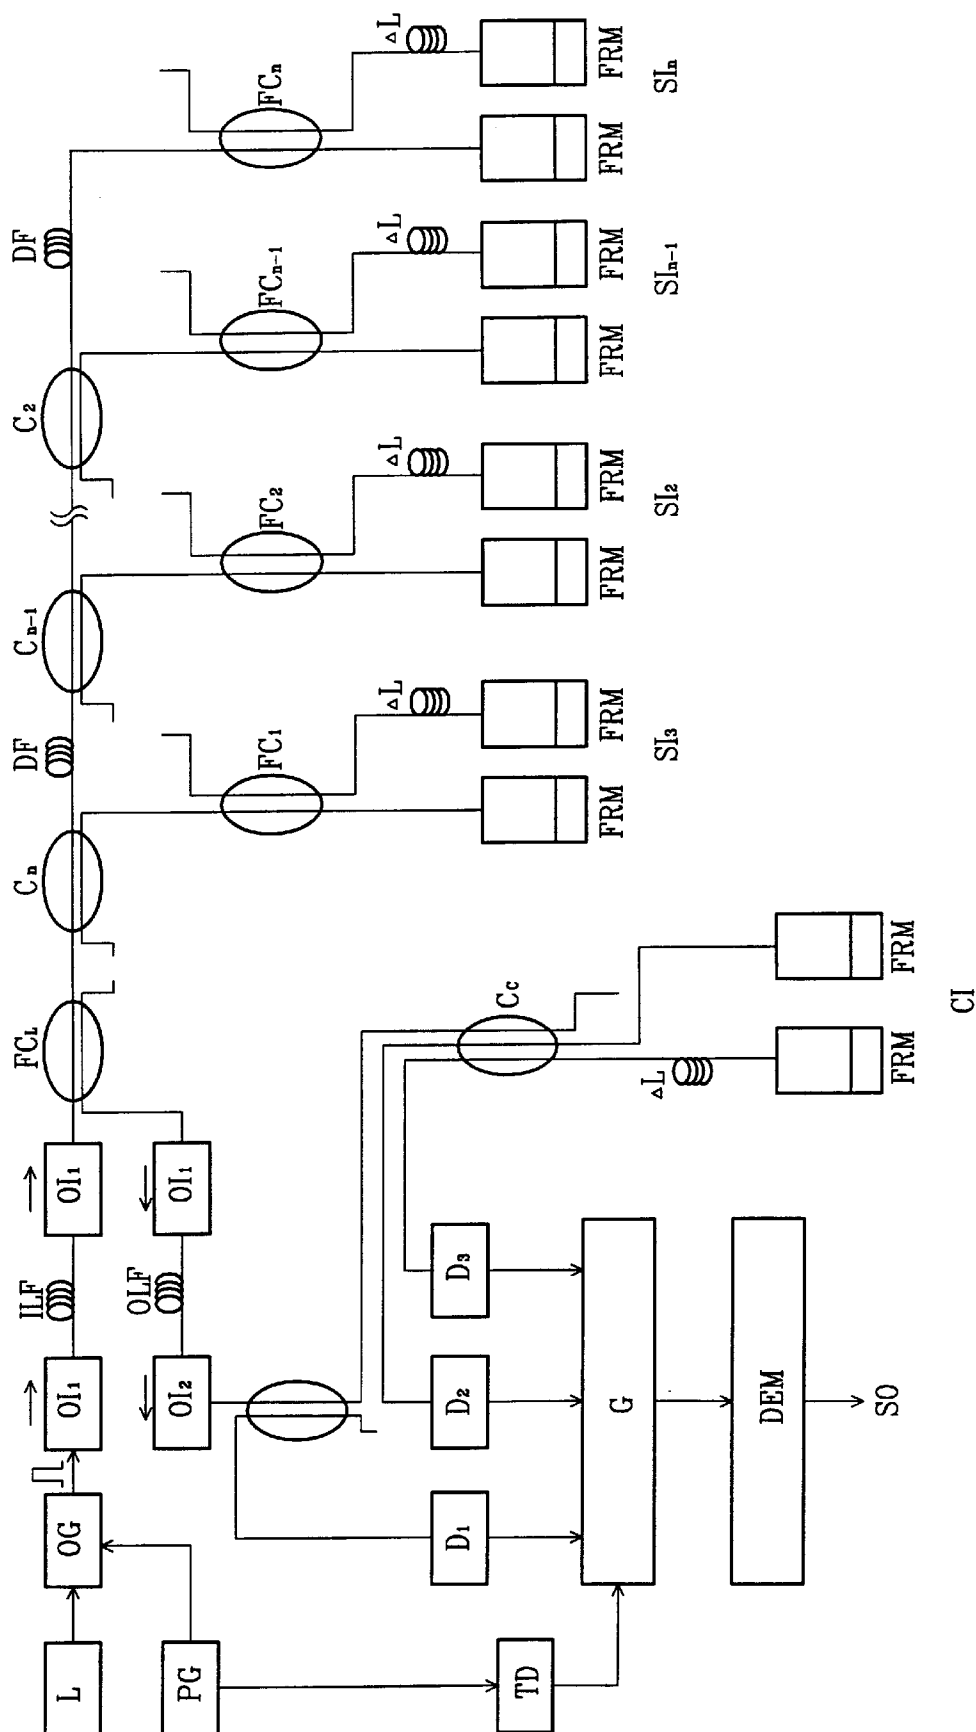 L
OG
OI₁
ILF
OI₁
FC_L
Cₙ
DF
Cₙ₋₁
C₂
DF
PG
OI₂
OLF
OI₁
FC₁
FC₂
FCₙ₋₁
FCₙ
ΔL
ΔL
ΔL
ΔL
C_C
TD
D₁
D₂
D₃
FRM
FRM
FRM
FRM
FRM
FRM
FRM
FRM
SI₃
SI₂
SIₙ₋₁
SIₙ
G
ΔL
DEM
FRM
FRM
SO
CI